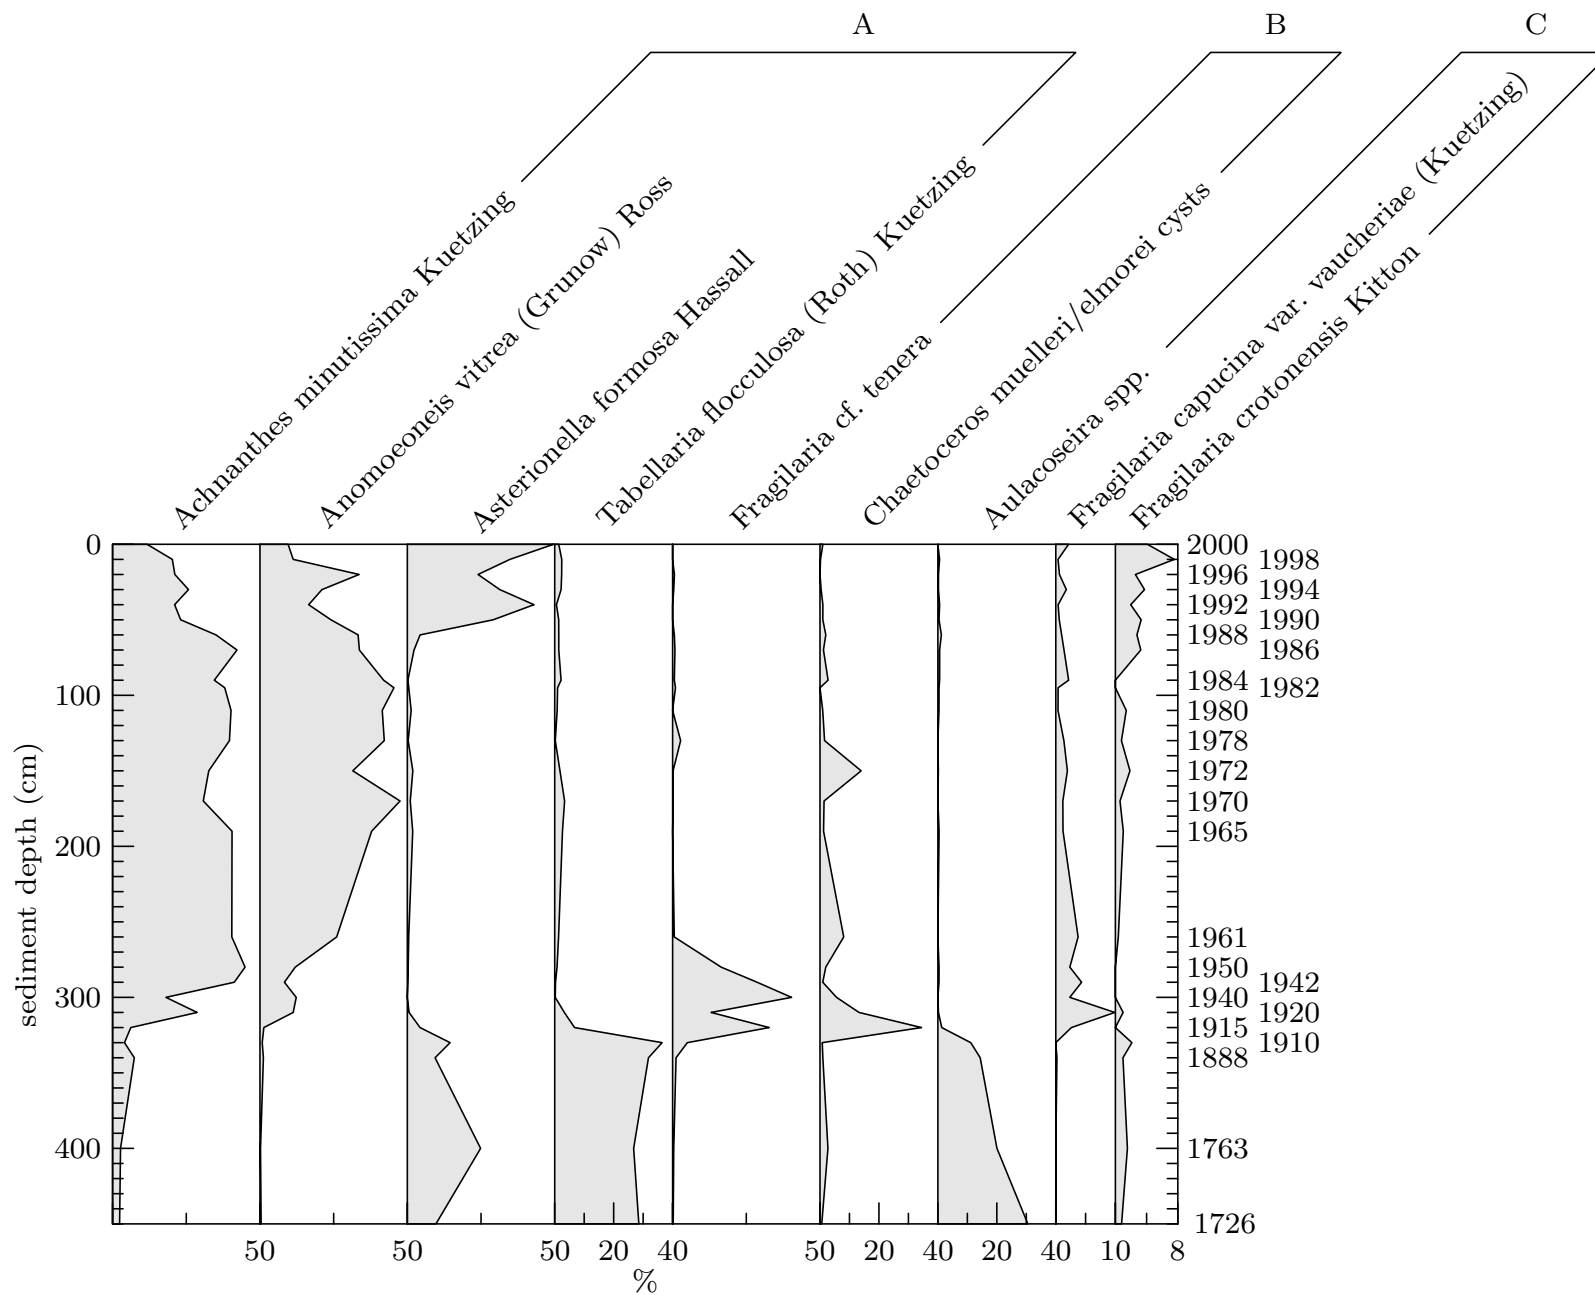 A
B
C
Achnanthes minutissima Kuetzing
Anomoeoneis vitrea (Grunow) Ross
Asterionella formosa Hassall
Tabellaria flocculosa (Roth) Kuetzing
Fragilaria cf. tenera
Chaetoceros muelleri/elmorei cysts
Aulacoseira spp.
Fragilaria capucina var. vaucheriae (Kuetzing)
Fragilaria crotonensis Kitton
sediment depth (cm)
0
100
200
300
400
2000
1998
1996
1994
1992
1990
1988
1986
1984
1982
1980
1978
1972
1970
1965
1961
1950
1942
1940
1920
1915
1910
1888
1763
1726
50 50 50 20 40 50 20 40 20 40 10 8
%